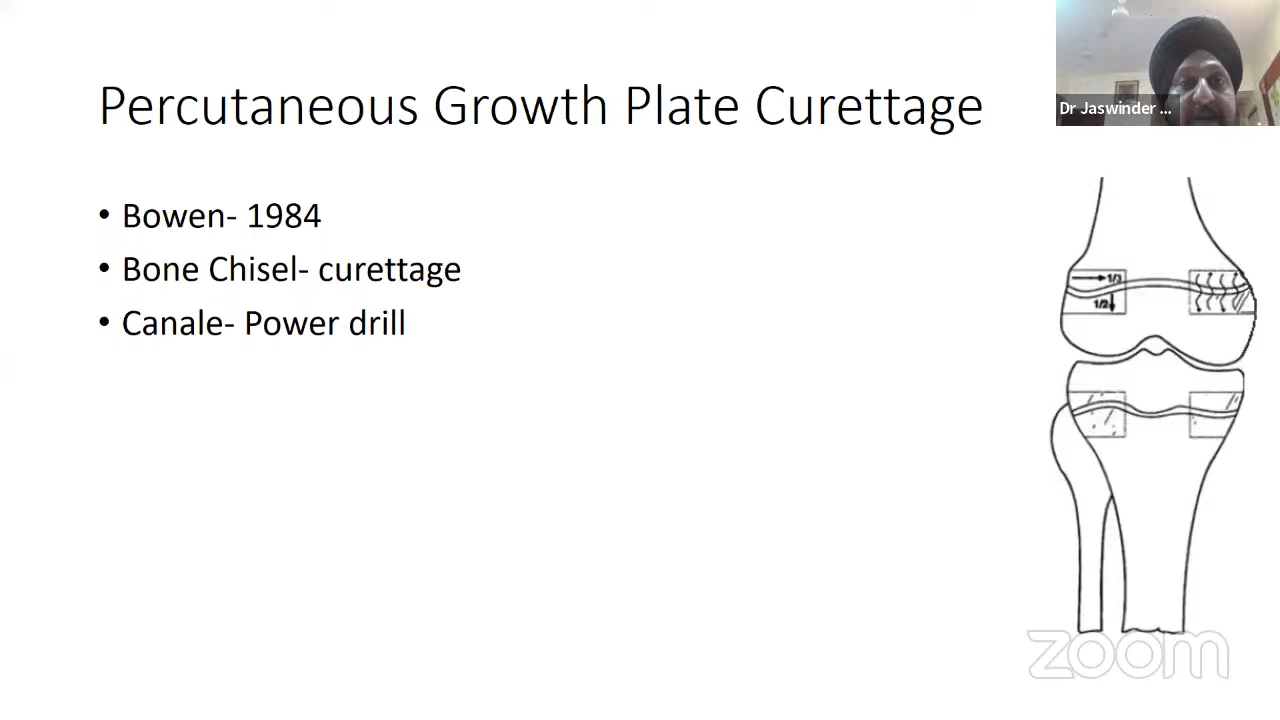 Percutaneous Growth Plate Curettage
Dr Jaswinder ...
• Bowen- 1984
• Bone Chisel- curettage
• Canale- Power drill
1/3
1/2
zoom